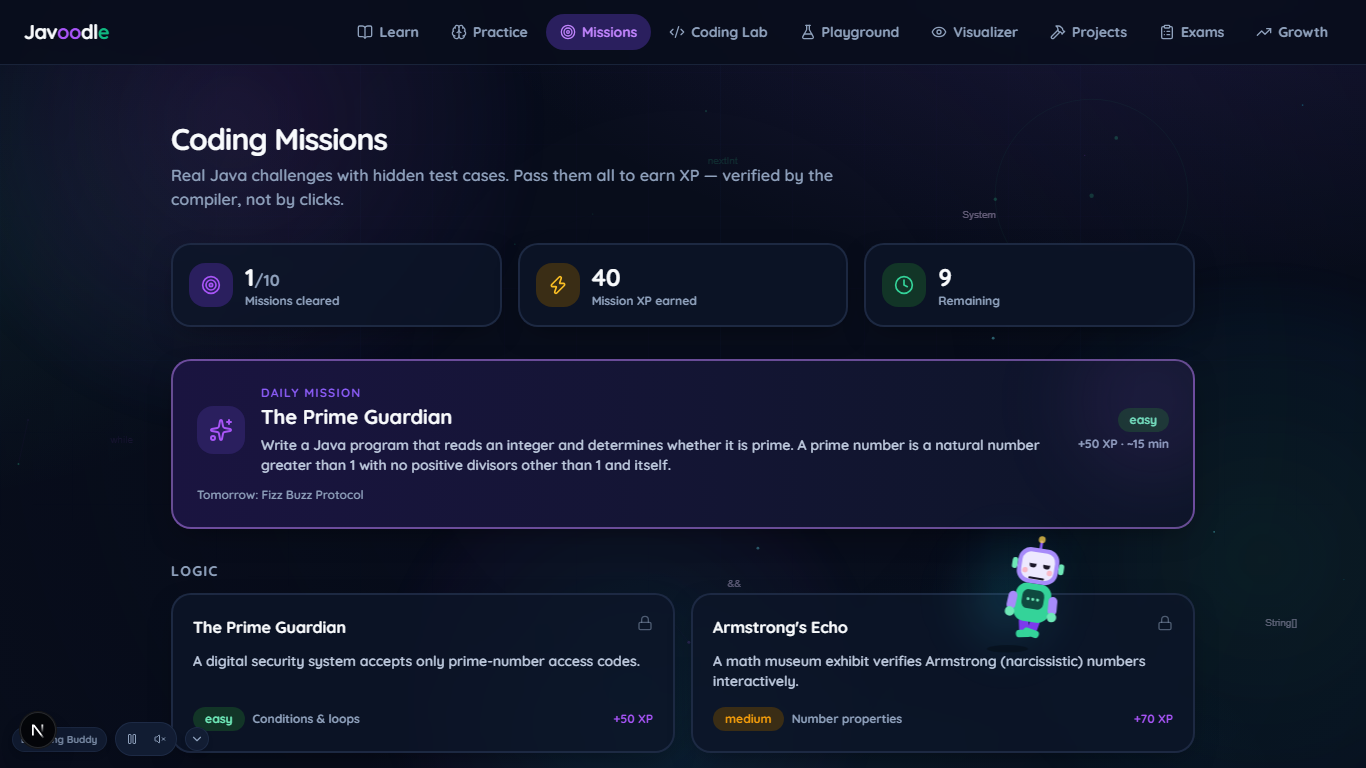 Javoodle
Learn
Practice
Missions
Coding Lab
Playground
Visualizer
Projects
Exams
Growth
Coding Missions
Real Java challenges with hidden test cases. Pass them all to earn XP — verified by the
compiler, not by clicks.
nextInt
System
1/10
Missions cleared
40
Mission XP earned
9
Remaining
DAILY MISSION
The Prime Guardian
Write a Java program that reads an integer and determines whether it is prime. A prime number is a natural number
greater than 1 with no positive divisors other than 1 and itself.
easy
+50 XP · ~15 min
Tomorrow: Fizz Buzz Protocol
LOGIC
&&
The Prime Guardian
A digital security system accepts only prime-number access codes.
easy
Conditions & loops
+50 XP
Armstrong's Echo
A math museum exhibit verifies Armstrong (narcissistic) numbers
interactively.
medium
Number properties
+70 XP
String[]
N
Buddy